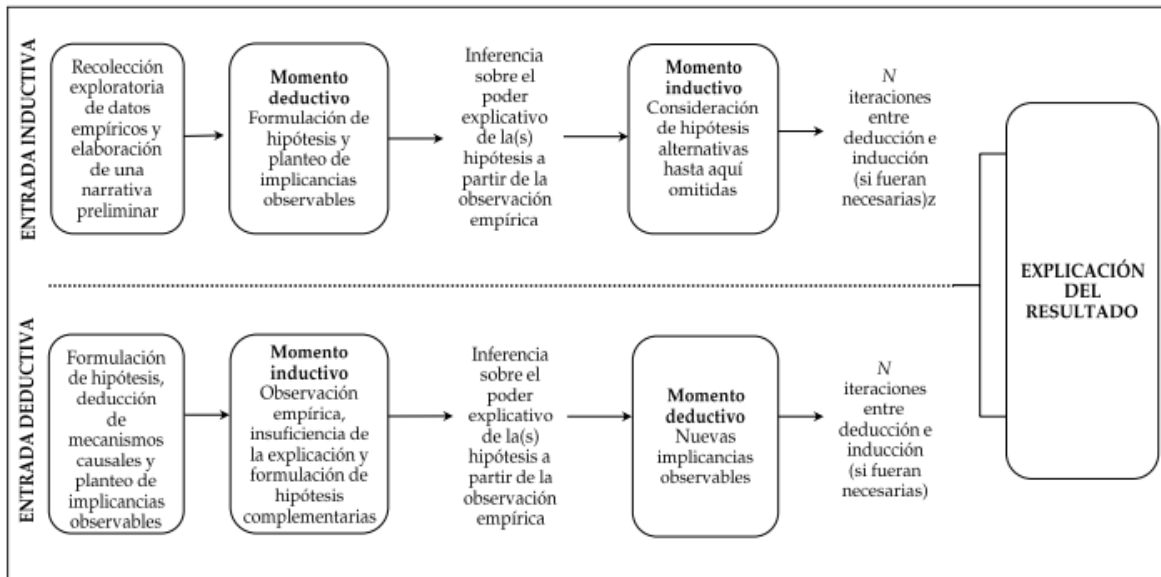 ENTRADA INDUCTIVA
Recolección
exploratoria
de datos
empíricos y
elaboración
de una
narrativa
preliminar
Momento
deductivo
Formulación de
hipótesis y
planteo de
implicancias
observables
Inferencia
sobre el
poder
explicativo
de la(s)
hipótesis a
partir de la
observación
empírica
Momento
inductivo
Consideración
de hipótesis
alternativas
hasta aquí
omitidas
N
iteraciones
entre
deducción e
inducción
(si fueran
necesarias)z
ENTRADA DEDUCTIVA
Formulación
de hipótesis,
deducción
de
mecanismos
causales y
planteo de
implicancias
observables
Momento
inductivo
Observación
empírica,
insuficiencia de
la explicación y
formulación de
hipótesis
complementarias
Inferencia
sobre el
poder
explicativo
de la(s)
hipótesis a
partir de la
observación
empírica
Momento
deductivo
Nuevas
implicancias
observables
N
iteraciones
entre
deducción e
inducción
(si fueran
necesarias)
EXPLICACIÓN
DEL
RESULTADO